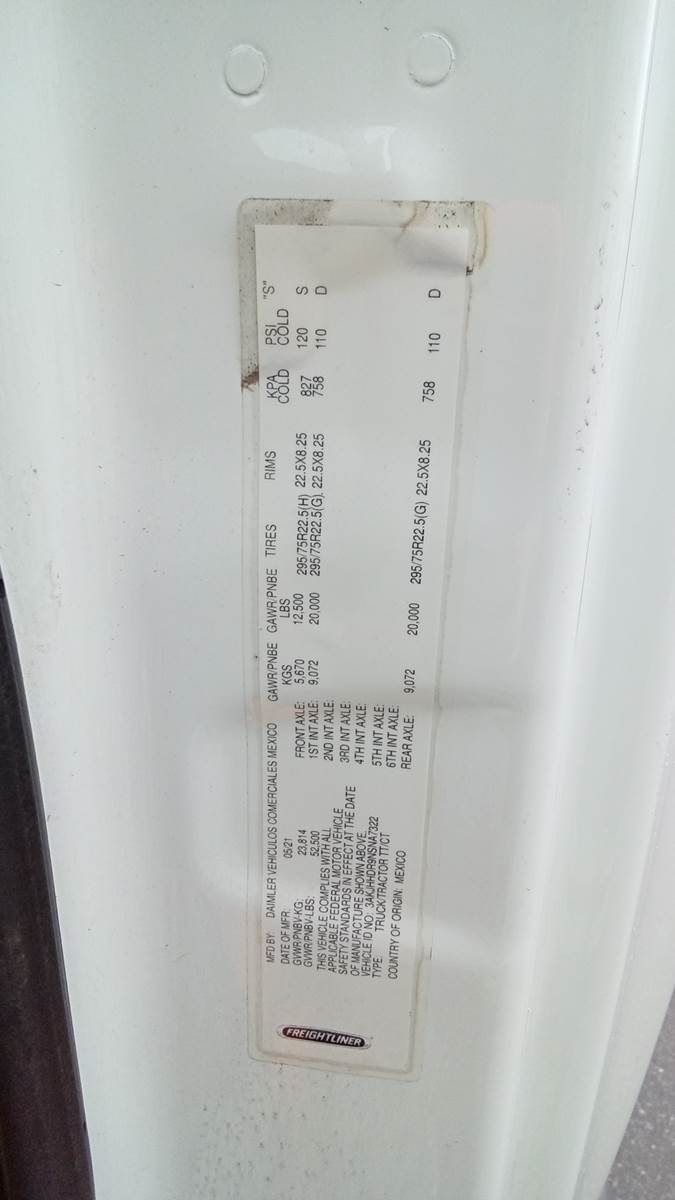 FREIGHTLINER
MFD BY: DAIMLER VEHICULOS COMERCIALES MEXICO
DATE OF MFR: 05/21
GVWR/PNBV-KG: 23,814
GVWR/PNBV-LBS: 52,500
THIS VEHICLE COMPLIES WITH ALL
APPLICABLE FEDERAL MOTOR VEHICLE
SAFETY STANDARDS IN EFFECT AT THE DATE
OF MANUFACTURE SHOWN ABOVE.
VEHICLE ID NO: 3AKJHHDR9NSNA7322
TYPE: TRUCK/TRACTOR TT/CT
COUNTRY OF ORIGIN: MEXICO
GAWR/PNBE GAWR/PNBE TIRES RIMS KPA PSI "S"
KGS LBS COLD COLD
FRONT AXLE: 5,670 12,500 295/75R22.5(H) 22.5X8.25 827 120 S
1ST INT AXLE: 9,072 20,000 295/75R22.5(G) 22.5X8.25 758 110 D
2ND INT AXLE:
3RD INT AXLE:
4TH INT AXLE:
5TH INT AXLE:
6TH INT AXLE:
REAR AXLE: 9,072 20,000 295/75R22.5(G) 22.5X8.25 758 110 D